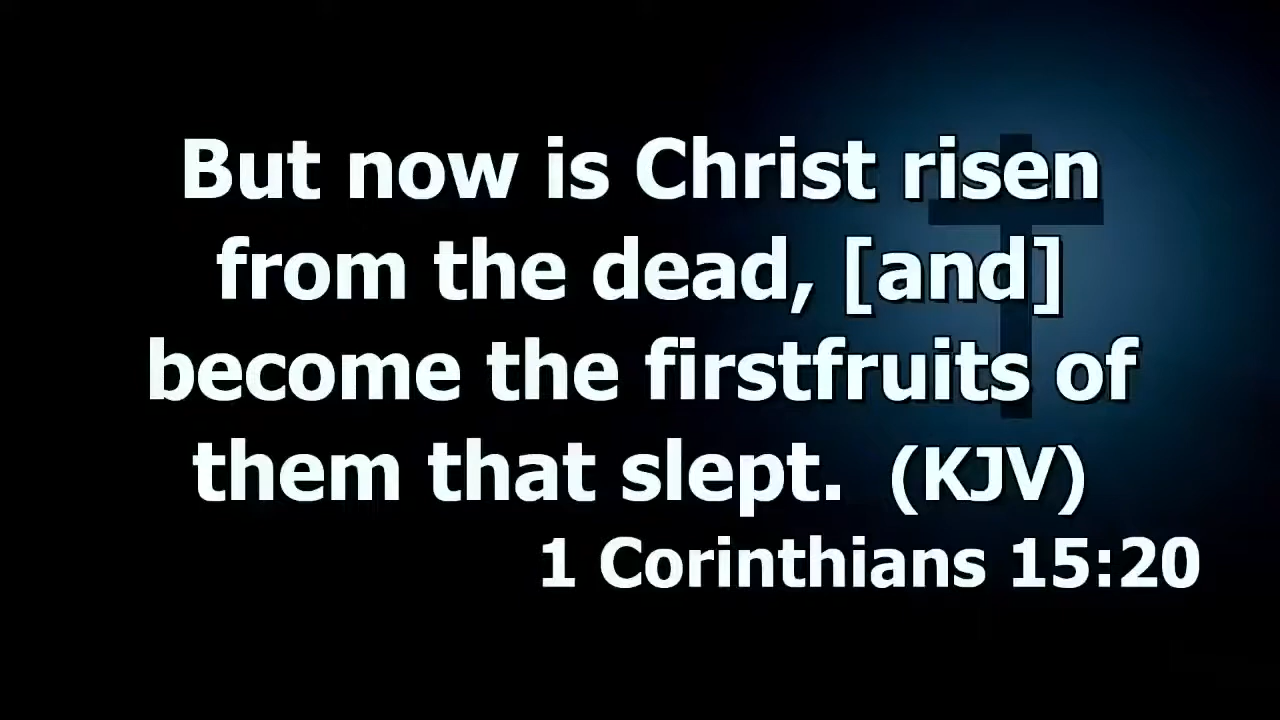 But now is Christ risen
from the dead, [and]
become the firstfruits of
them that slept.  (KJV)
1 Corinthians 15:20